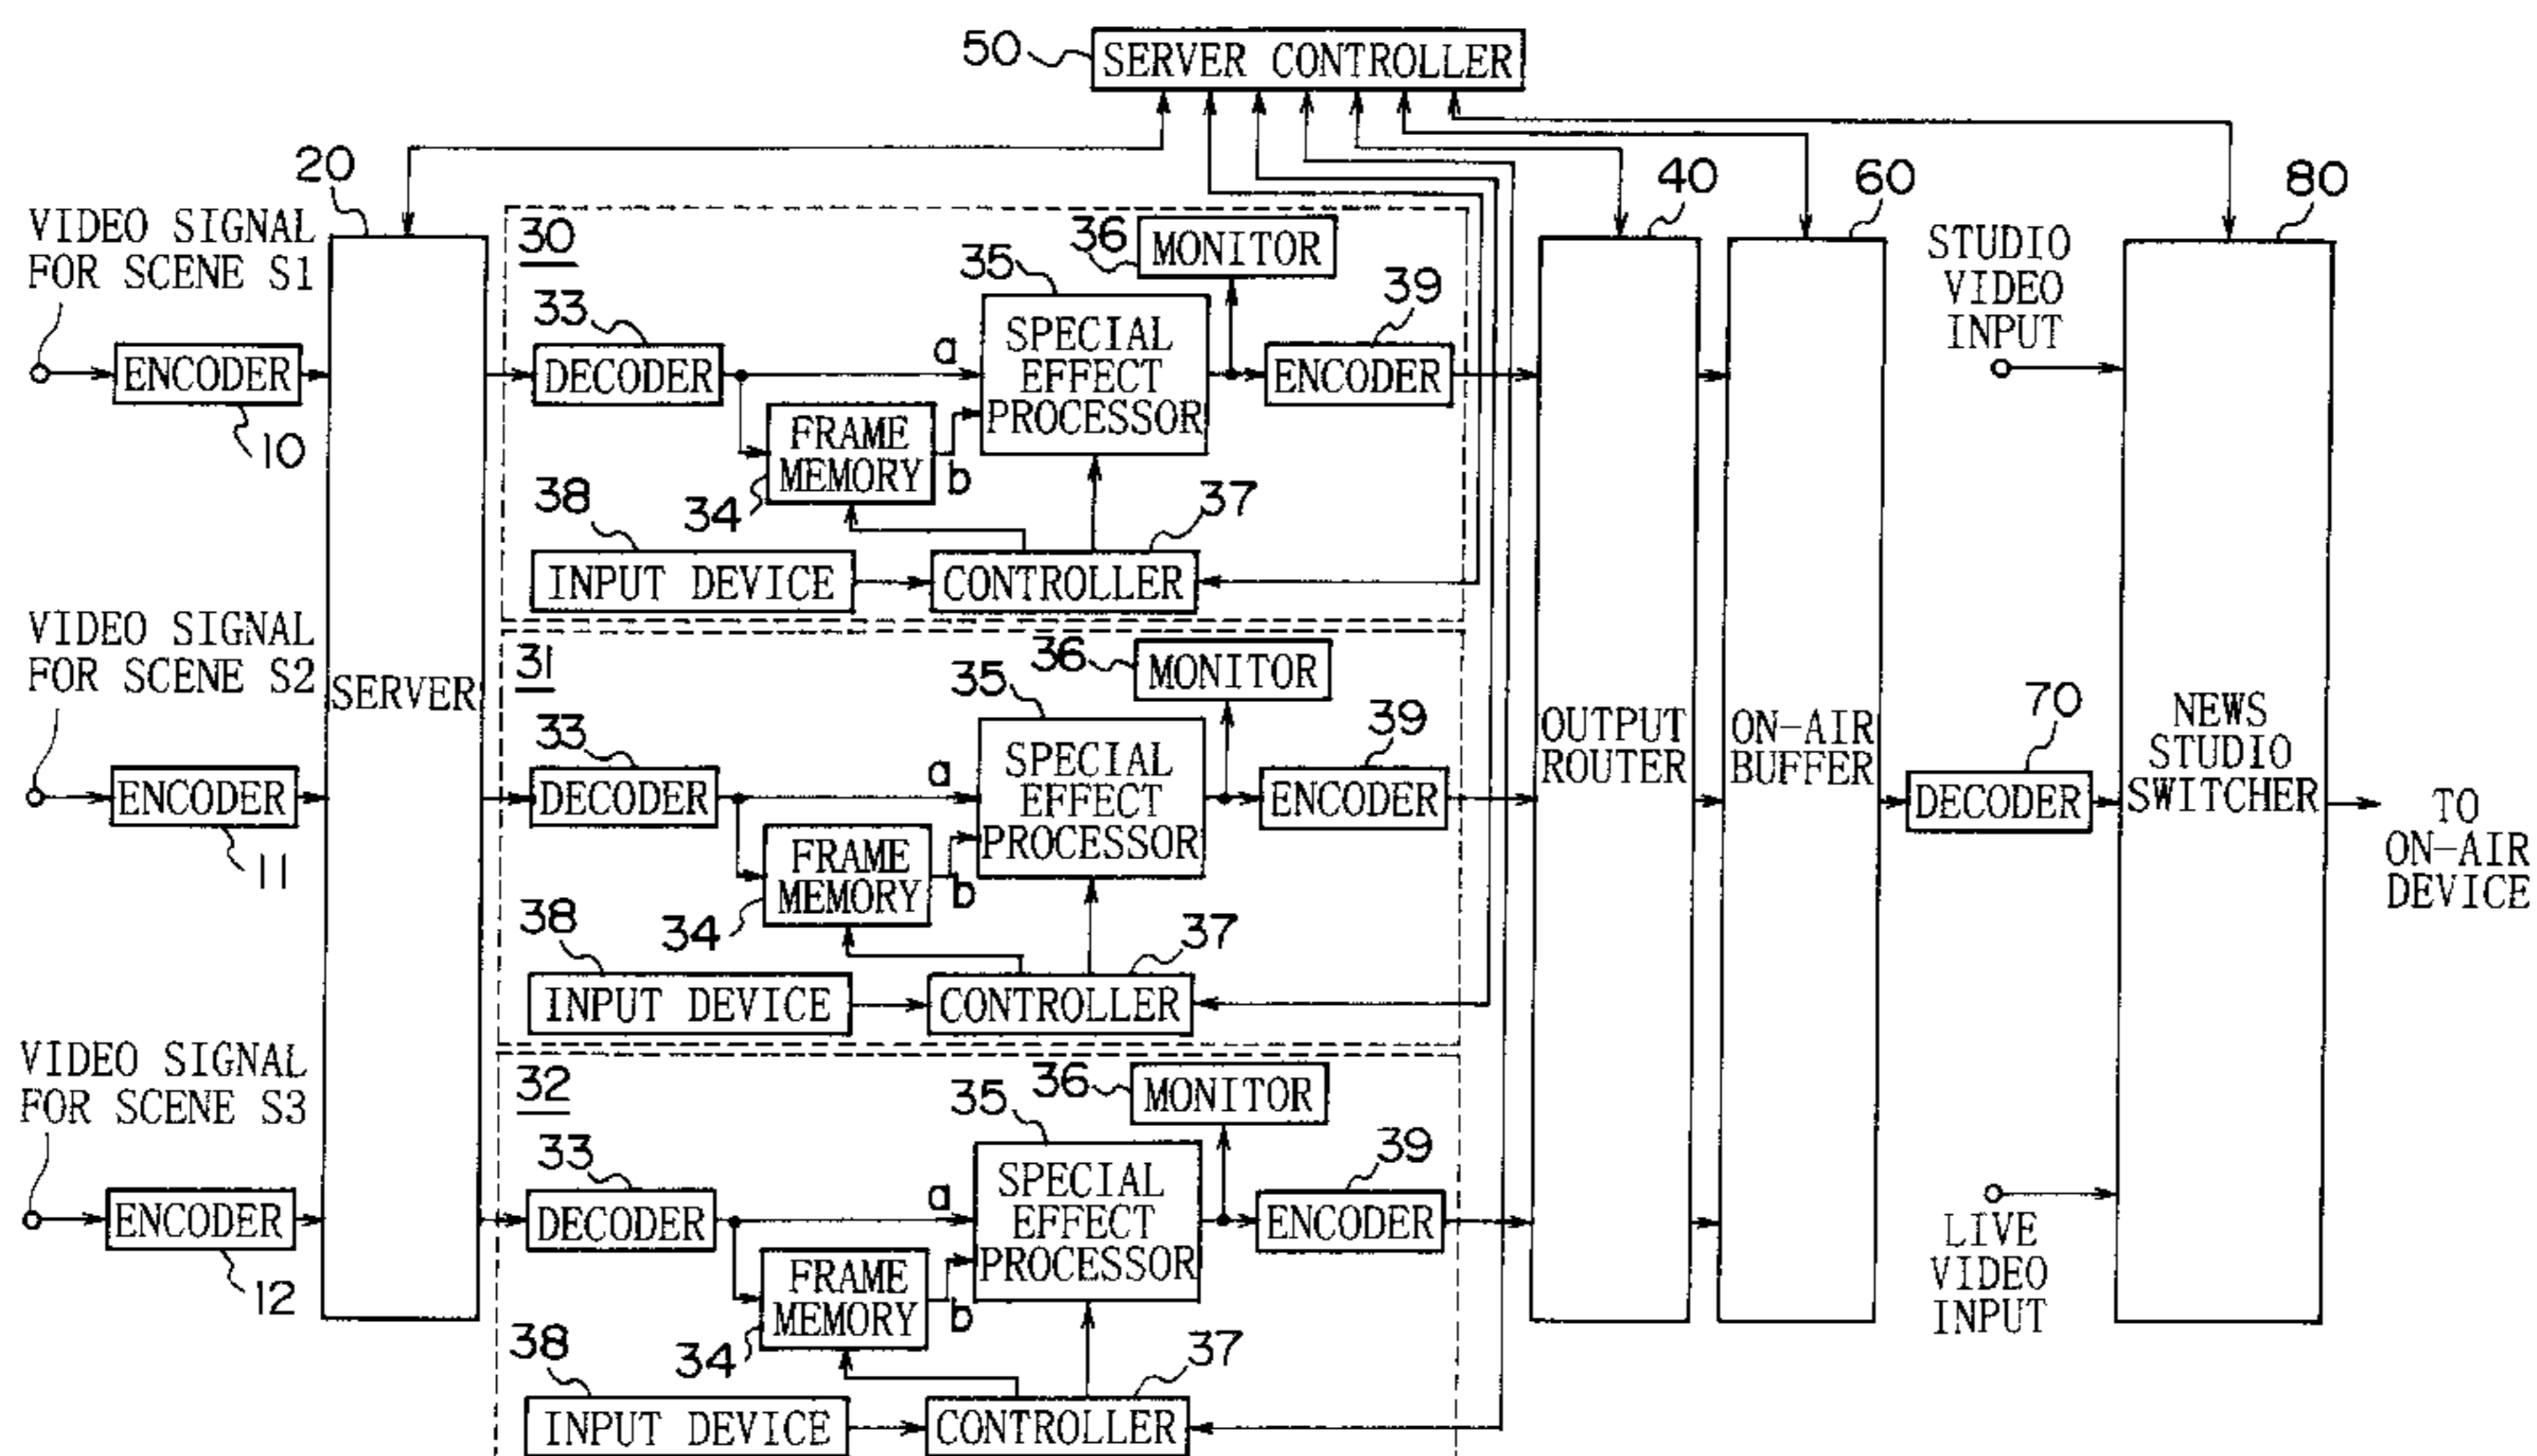 50
SERVER CONTROLLER
20
40
60
80
VIDEO SIGNAL
FOR SCENE S1
30
36
MONITOR
STUDIO
VIDEO
INPUT
35
33
39
ENCODER
DECODER
a
SPECIAL
EFFECT
PROCESSOR
ENCODER
10
FRAME
MEMORY
b
34
38
37
INPUT DEVICE
CONTROLLER
VIDEO SIGNAL
FOR SCENE S2
SERVER
31
36
MONITOR
35
33
39
70
OUTPUT
ROUTER
ON-AIR
BUFFER
NEWS
STUDIO
SWITCHER
ENCODER
DECODER
a
SPECIAL
EFFECT
PROCESSOR
ENCODER
DECODER
TO
ON-AIR
DEVICE
11
FRAME
MEMORY
b
34
38
37
INPUT DEVICE
CONTROLLER
VIDEO SIGNAL
FOR SCENE S3
32
36
MONITOR
35
33
39
ENCODER
DECODER
a
SPECIAL
EFFECT
PROCESSOR
ENCODER
LIVE
VIDEO
INPUT
12
FRAME
MEMORY
b
34
38
37
INPUT DEVICE
CONTROLLER